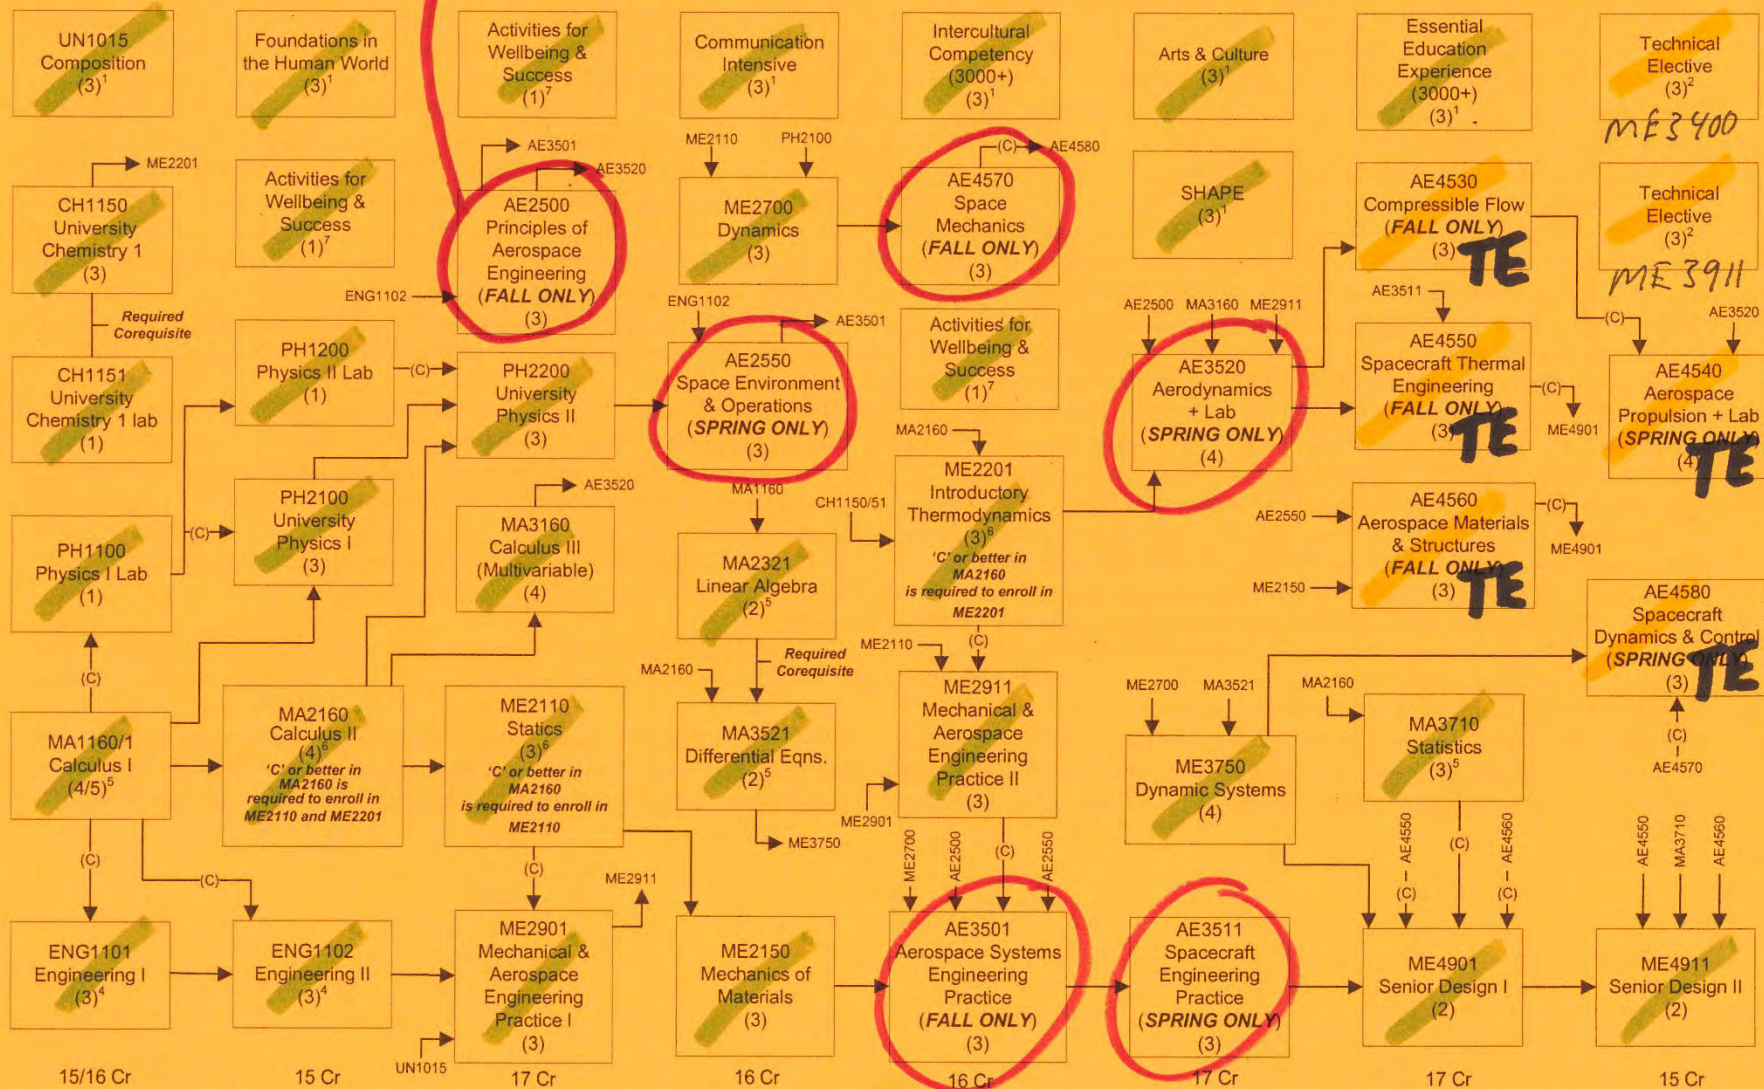 UN1015
Composition
(3)1
Foundations in
the Human World
(3)1
Activities for
Wellbeing &
Success
(1)7
Communication
Intensive
(3)1
Intercultural
Competency
(3000+)
(3)1
Arts & Culture
(3)1
Essential
Education
Experience
(3000+)
(3)1
Technical
Elective
(3)2
ME3400
ME2201
CH1150
University
Chemistry 1
(3)
Required
Corequisite
CH1151
University
Chemistry 1 lab
(1)
PH1100
Physics I Lab
(1)
(C)
MA1160/1
Calculus I
(4/5)5
(C)
ENG1101
Engineering I
(3)4
15/16 Cr
Activities for
Wellbeing &
Success
(1)7
PH1200
Physics II Lab
(1)
(C)
(C)
PH2100
University
Physics I
(3)
MA2160
Calculus II
(4)6
'C' or better in
MA2160 is
required to enroll in
ME2110 and ME2201
(C)
ENG1102
Engineering II
(3)4
15 Cr
AE3501
AE3520
AE2500
Principles of
Aerospace
Engineering
(FALL ONLY)
(3)
ENG1102
PH2200
University
Physics II
(3)
AE3520
MA3160
Calculus III
(Multivariable)
(4)
ME2110
Statics
(3)6
'C' or better in
MA2160
is required to enroll in
ME2110
(C)
ME2911
ME2901
Mechanical &
Aerospace
Engineering
Practice I
(3)
UN1015
17 Cr
ME2110
PH2100
ME2700
Dynamics
(3)
ENG1102
AE3501
AE2550
Space Environment
& Operations
(SPRING ONLY)
(3)
MA1160
MA2321
Linear Algebra
(2)5
Required
Corequisite
MA2160
MA3521
Differential Eqns.
(2)5
ME3750
ME2150
Mechanics of
Materials
(3)
16 Cr
(C)
AE4580
AE4570
Space
Mechanics
(FALL ONLY)
(3)
Activities for
Wellbeing &
Success
(1)7
MA2160
CH1150/51
ME2201
Introductory
Thermodynamics
(3)6
'C' or better in
MA2160
is required to enroll in
ME2201
(C)
ME2110
ME2911
Mechanical &
Aerospace
Engineering
Practice II
(3)
ME2901
ME2700
AE2500
(C)
AE2550
AE3501
Aerospace Systems
Engineering
Practice
(FALL ONLY)
(3)
16 Cr
SHAPE
(3)1
AE2500
MA3160
ME2911
AE3520
Aerodynamics
+ Lab
(SPRING ONLY)
(4)
ME2700
MA3521
ME3750
Dynamic Systems
(4)
AE3511
Spacecraft
Engineering
Practice
(SPRING ONLY)
(3)
17 Cr
AE4530
Compressible Flow
(FALL ONLY)
(3)
TE
AE3511
AE4550
Spacecraft Thermal
Engineering
(FALL ONLY)
(3)
TE
(C)
ME4901
AE2550
AE4560
Aerospace Materials
& Structures
(FALL ONLY)
(3)
TE
(C)
ME4901
ME2150
MA2160
MA3710
Statistics
(3)5
AE4550
(C)
(C)
AE4560
(C)
ME4901
Senior Design I
(2)
17 Cr
Technical
Elective
(3)2
ME3911
(C)
AE3520
AE4540
Aerospace
Propulsion + Lab
(SPRING ONLY)
(4)
TE
AE4580
Spacecraft
Dynamics & Control
(SPRING ONLY)
(3)
TE
(C)
AE4570
AE4550
MA3710
AE4560
ME4911
Senior Design II
(2)
15 Cr